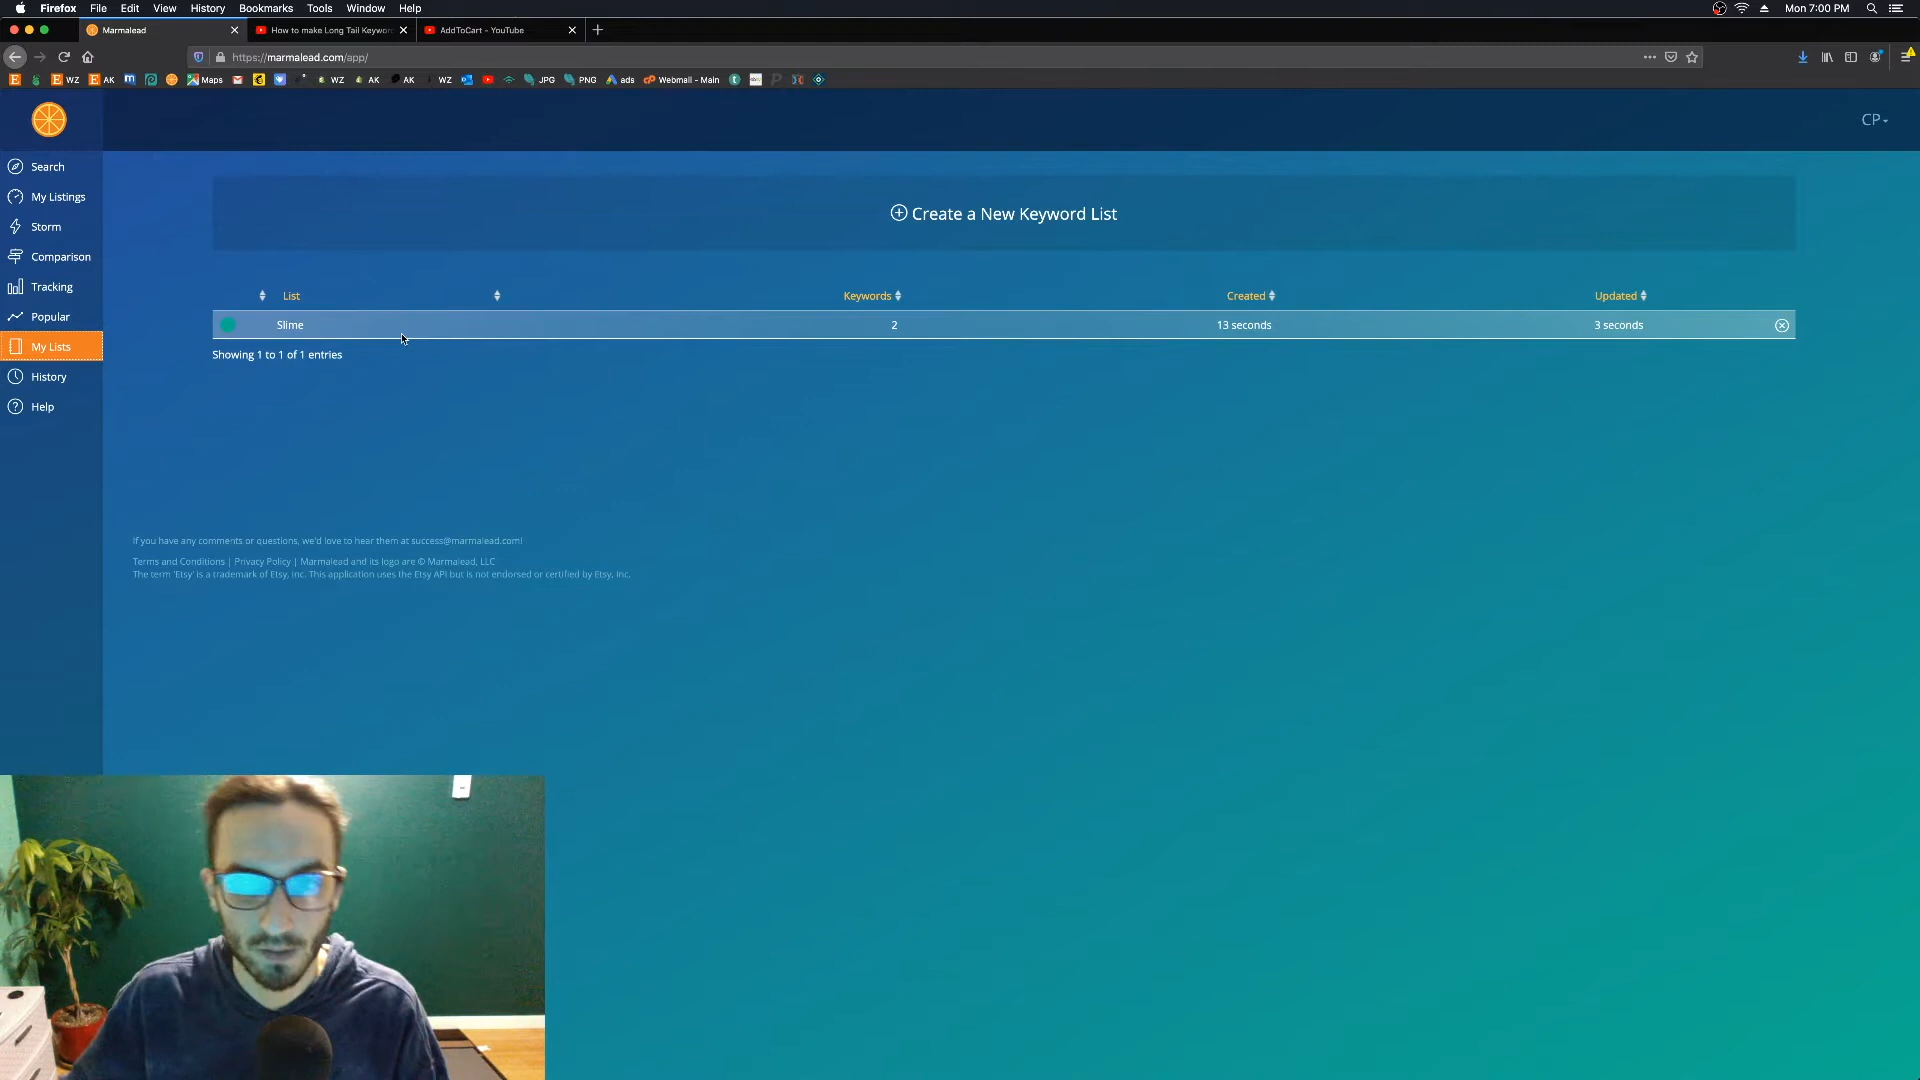 Firefox File Edit View History Bookmarks Tools Window Help Mon 7:00 PM
Marmalead How to make Long Tail Keywor AddToCart - YouTube
https://marmalead.com/app/
WZ AK Maps WZ AK AK WZ JPG PNG ads Webmail - Main
CP
Search
My Listings
Storm
Comparison
Tracking
Popular
My Lists
History
Help
Create a New Keyword List
List Keywords Created Updated
Slime 2 13 seconds 3 seconds
Showing 1 to 1 of 1 entries
If you have any comments or questions, we'd love to hear them at success@marmalead.com!
Terms and Conditions | Privacy Policy | Marmalead and its logo are © Marmalead, LLC
The term 'Etsy' is a trademark of Etsy, Inc. This application uses the Etsy API but is not endorsed or certified by Etsy, Inc.